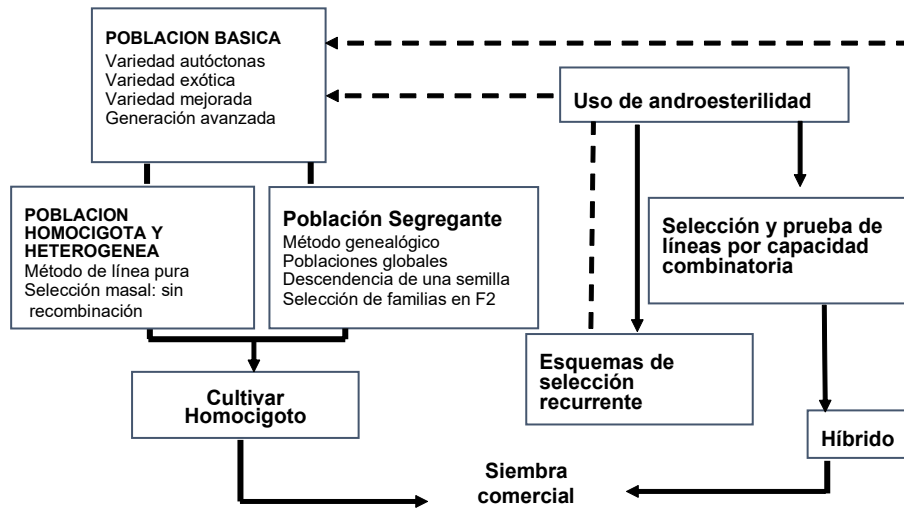 POBLACION BASICA
Variedad autóctonas
Variedad exótica
Variedad mejorada
Generación avanzada
Uso de androesterilidad
POBLACION
HOMOCIGOTA Y
HETEROGENEA
Método de línea pura
Selección masal: sin
recombinación
Población Segregante
Método genealógico
Poblaciones globales
Descendencia de una semilla
Selección de familias en F2
Selección y prueba de
líneas por capacidad
combinatoria
Esquemas de
selección
recurrente
Cultivar
Homocigoto
Híbrido
Siembra
comercial